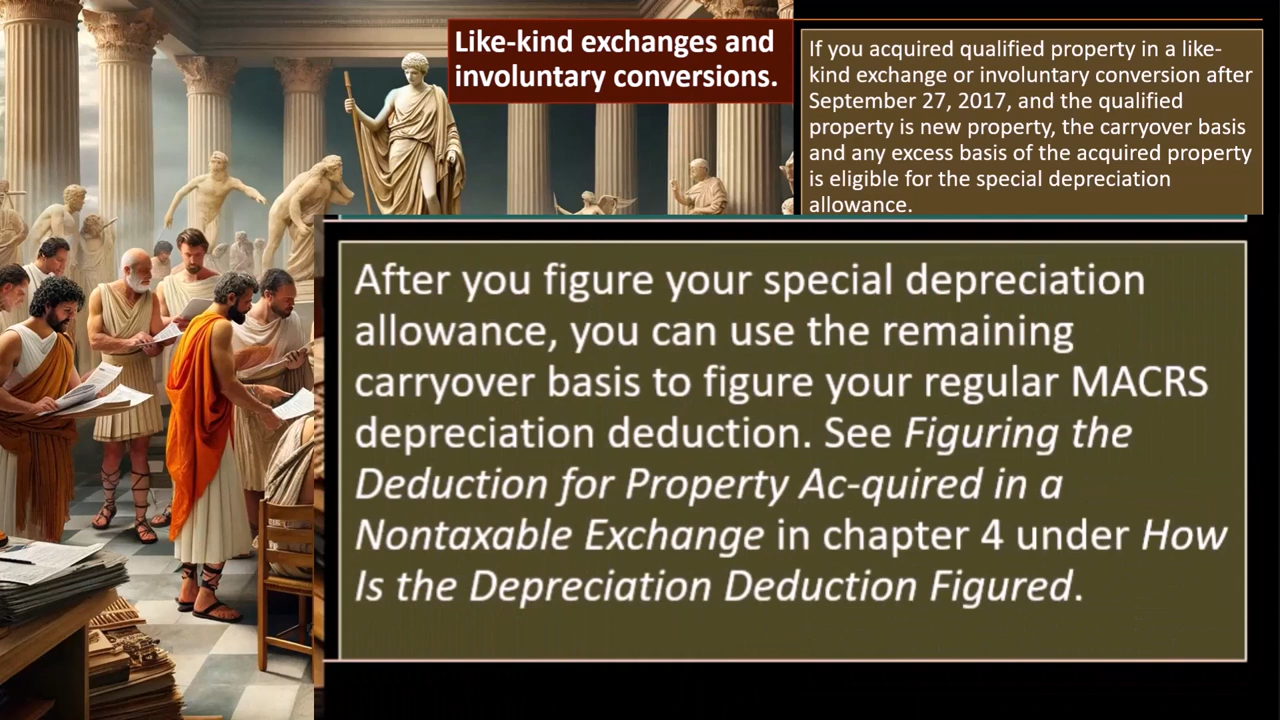 Like-kind exchanges and
involuntary conversions.
If you acquired qualified property in a like-
kind exchange or involuntary conversion after
September 27, 2017, and the qualified
property is new property, the carryover basis
and any excess basis of the acquired property
is eligible for the special depreciation
allowance.
After you figure your special depreciation
allowance, you can use the remaining
carryover basis to figure your regular MACRS
depreciation deduction. See Figuring the
Deduction for Property Ac-quired in a
Nontaxable Exchange in chapter 4 under How
Is the Depreciation Deduction Figured.